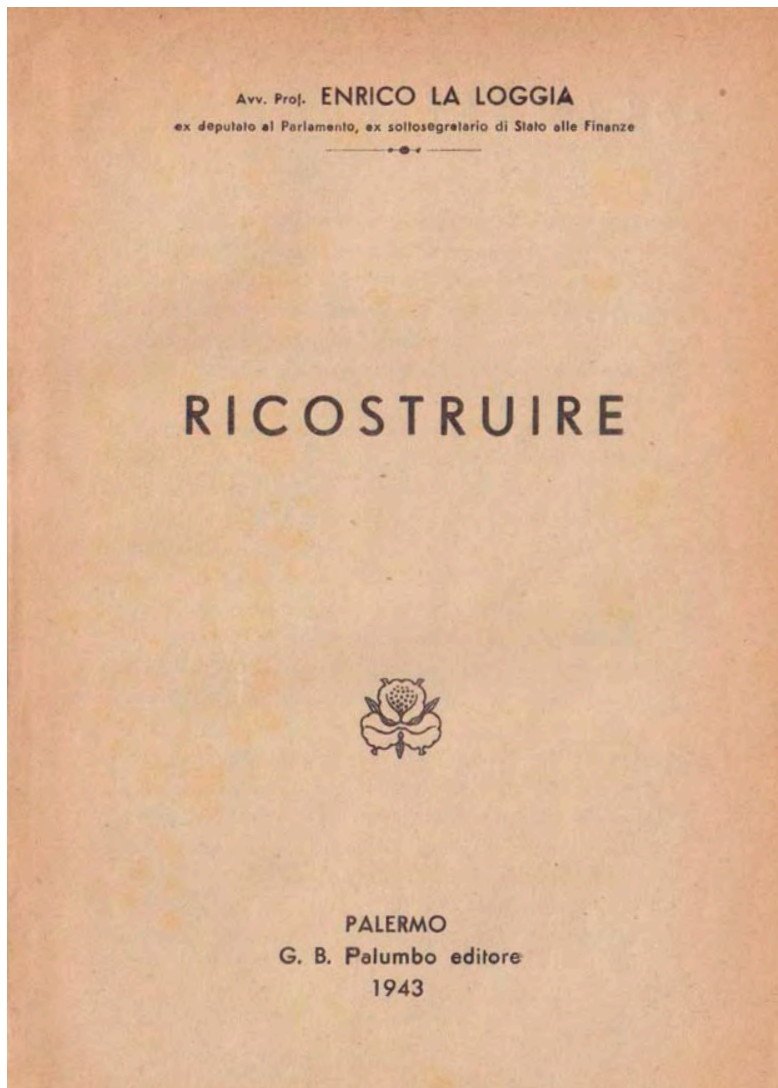 Avv. Prof. ENRICO LA LOGGIA
ex deputato al Parlamento, ex sottosegretario di Stato alle Finanze
RICOSTRUIRE
PALERMO
G. B. Palumbo editore
1943